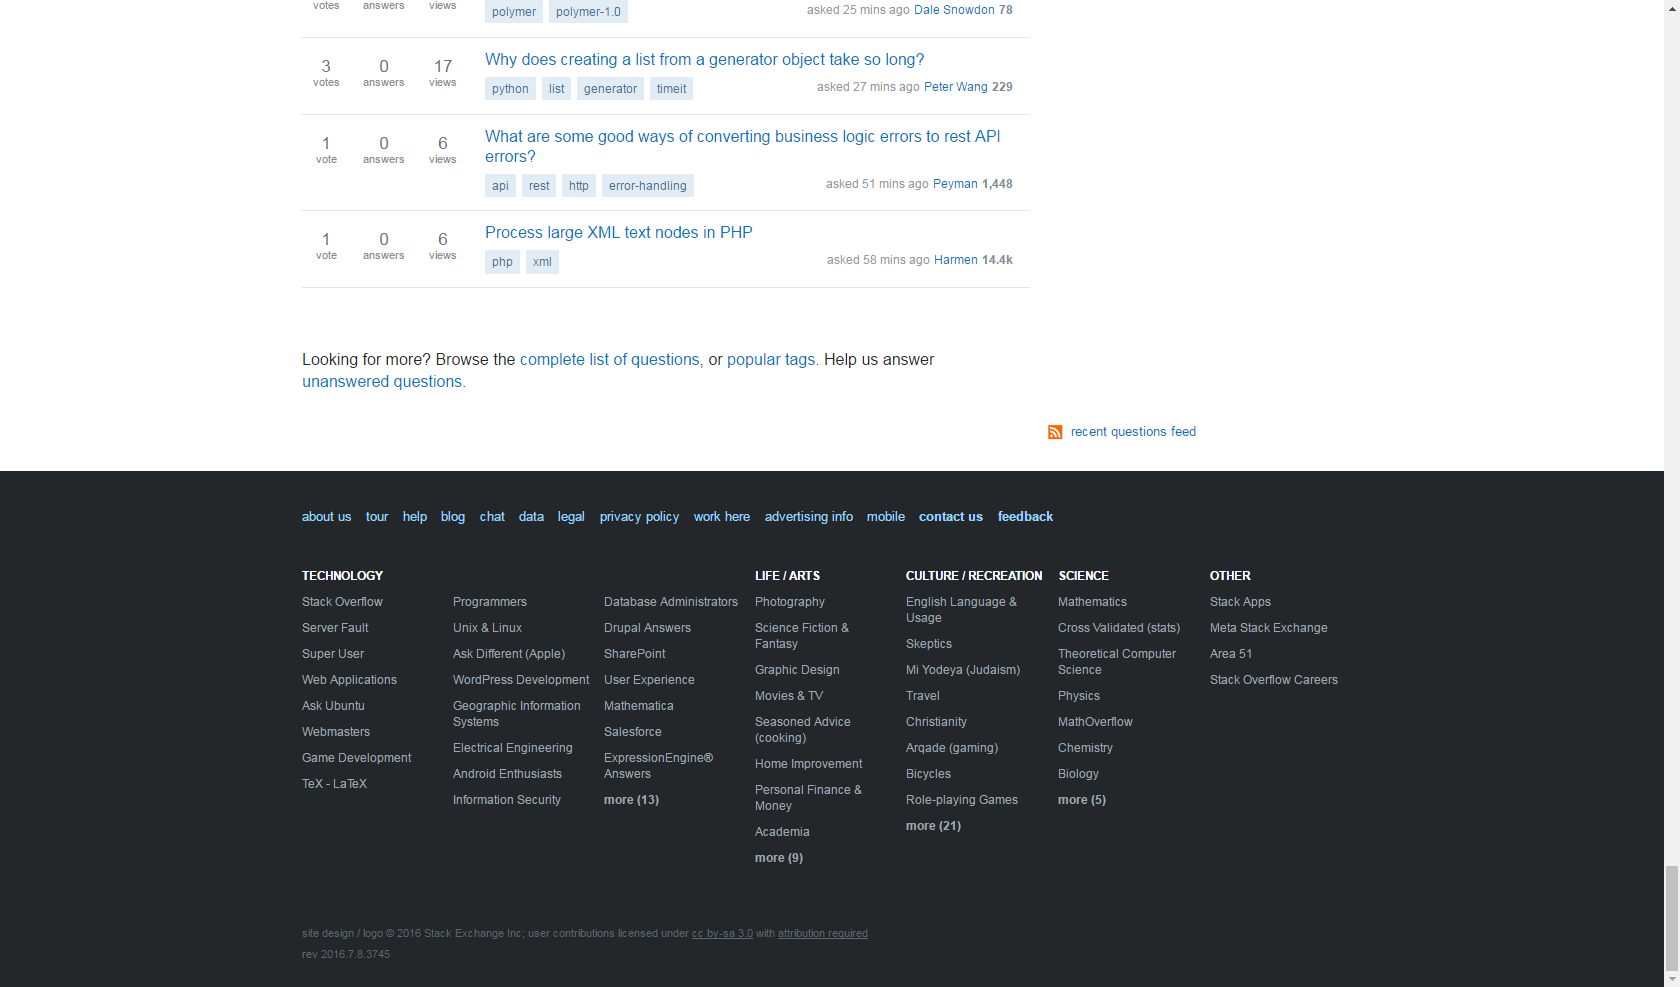 votes answers views
polymer polymer-1.0 asked 25 mins ago Dale Snowdon 78
3 0 17 Why does creating a list from a generator object take so long?
votes answers views
python list generator timeit asked 27 mins ago Peter Wang 229
1 0 6 What are some good ways of converting business logic errors to rest API
errors?
vote answers views
api rest http error-handling asked 51 mins ago Peyman 1,448
1 0 6 Process large XML text nodes in PHP
vote answers views
php xml asked 58 mins ago Harmen 14.4k
Looking for more? Browse the complete list of questions, or popular tags. Help us answer
unanswered questions.
recent questions feed
about us tour help blog chat data legal privacy policy work here advertising info mobile contact us feedback
TECHNOLOGY
Stack Overflow
Server Fault
Super User
Web Applications
Ask Ubuntu
Webmasters
Game Development
TeX - LaTeX
Programmers
Unix & Linux
Ask Different (Apple)
WordPress Development
Geographic Information
Systems
Electrical Engineering
Android Enthusiasts
Information Security
Database Administrators
Drupal Answers
SharePoint
User Experience
Mathematica
Salesforce
ExpressionEngine®
Answers
more (13)
LIFE / ARTS
Photography
Science Fiction &
Fantasy
Graphic Design
Movies & TV
Seasoned Advice
(cooking)
Home Improvement
Personal Finance &
Money
Academia
more (9)
CULTURE / RECREATION
English Language &
Usage
Skeptics
Mi Yodeya (Judaism)
Travel
Christianity
Arqade (gaming)
Bicycles
Role-playing Games
more (21)
SCIENCE
Mathematics
Cross Validated (stats)
Theoretical Computer
Science
Physics
MathOverflow
Chemistry
Biology
more (5)
OTHER
Stack Apps
Meta Stack Exchange
Area 51
Stack Overflow Careers
site design / logo © 2016 Stack Exchange Inc; user contributions licensed under cc by-sa 3.0 with attribution required
rev 2016.7.8.3745